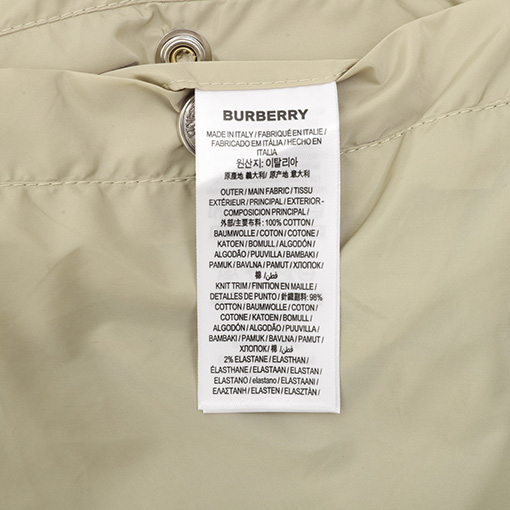 BURBERRY
MADE IN ITALY / FABRIQUÉ EN ITALIE /
FABRICADO EM ITÁLIA / HECHO EN
ITALIA
원산지: 이탈리아
原產地 義大利 / 原产地 意大利
OUTER / MAIN FABRIC / TISSU
EXTÉRIEUR / PRINCIPAL / EXTERIOR -
COMPOSICIÓN PRINCIPAL /
外部/主要布料 : 100% COTTON /
BAUMWOLLE / COTON / COTONE /
KATOEN / BOMULL / ALGODÓN /
ALGODÃO / PUUVILLA / BAMBAKI /
PAMUK / BAVLNA / PAMUT / ХЛОПОК /
棉 / قطن /
KNIT TRIM / FINITION EN MAILLE /
DETALLES DE PUNTO / 針織副料 : 98%
COTTON / BAUMWOLLE / COTON /
COTONE / KATOEN / BOMULL /
ALGODÓN / ALGODÃO / PUUVILLA /
BAMBAKI / PAMUK / BAVLNA / PAMUT /
ХЛОПОК / 棉 / قطن /
2% ELASTANE / ELASTHAN /
ÉLASTHANE / ELASTAAN / ELASTAN /
ELASTANO / elastano / ELASTAANI /
ΕΛΑΣΤΑΝΗ / ELASTEN / ELASZTÁN /